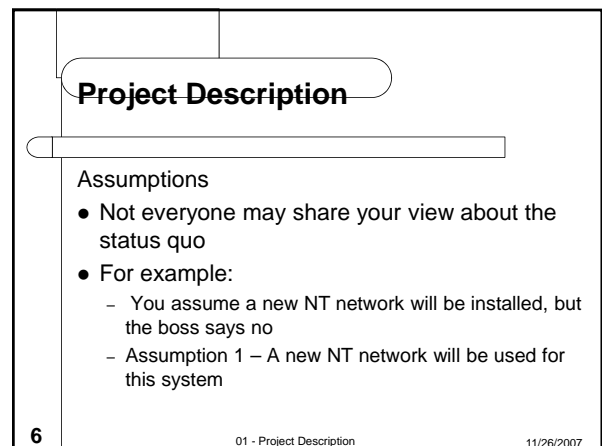 Project Description
Assumptions
● Not everyone may share your view about the
status quo
● For example:
– You assume a new NT network will be installed, but
the boss says no
– Assumption 1 – A new NT network will be used for
this system
6
01 - Project Description
11/26/2007